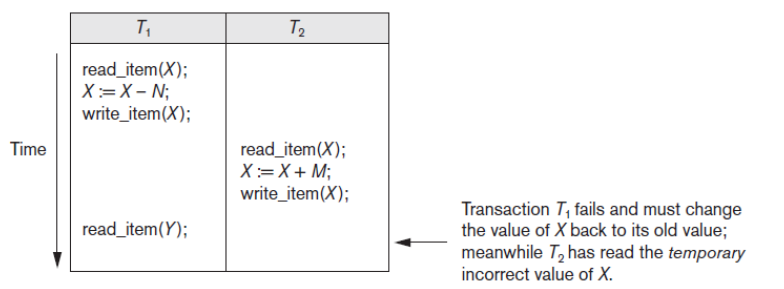 T1 T2
read_item(X);
X := X – N;
write_item(X);
Time
read_item(X);
X := X + M;
write_item(X);
read_item(Y);
Transaction T1 fails and must change
the value of X back to its old value;
meanwhile T2 has read the temporary
incorrect value of X.